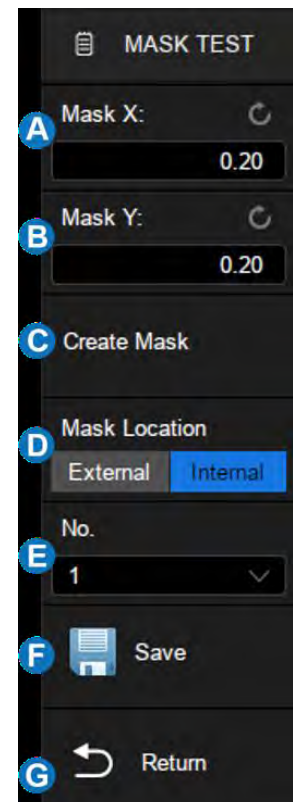 MASK TEST
A
Mask X:
0.20
B
Mask Y:
0.20
C
Create Mask
D
Mask Location
External Internal
E
No.
1
F
Save
G
Return